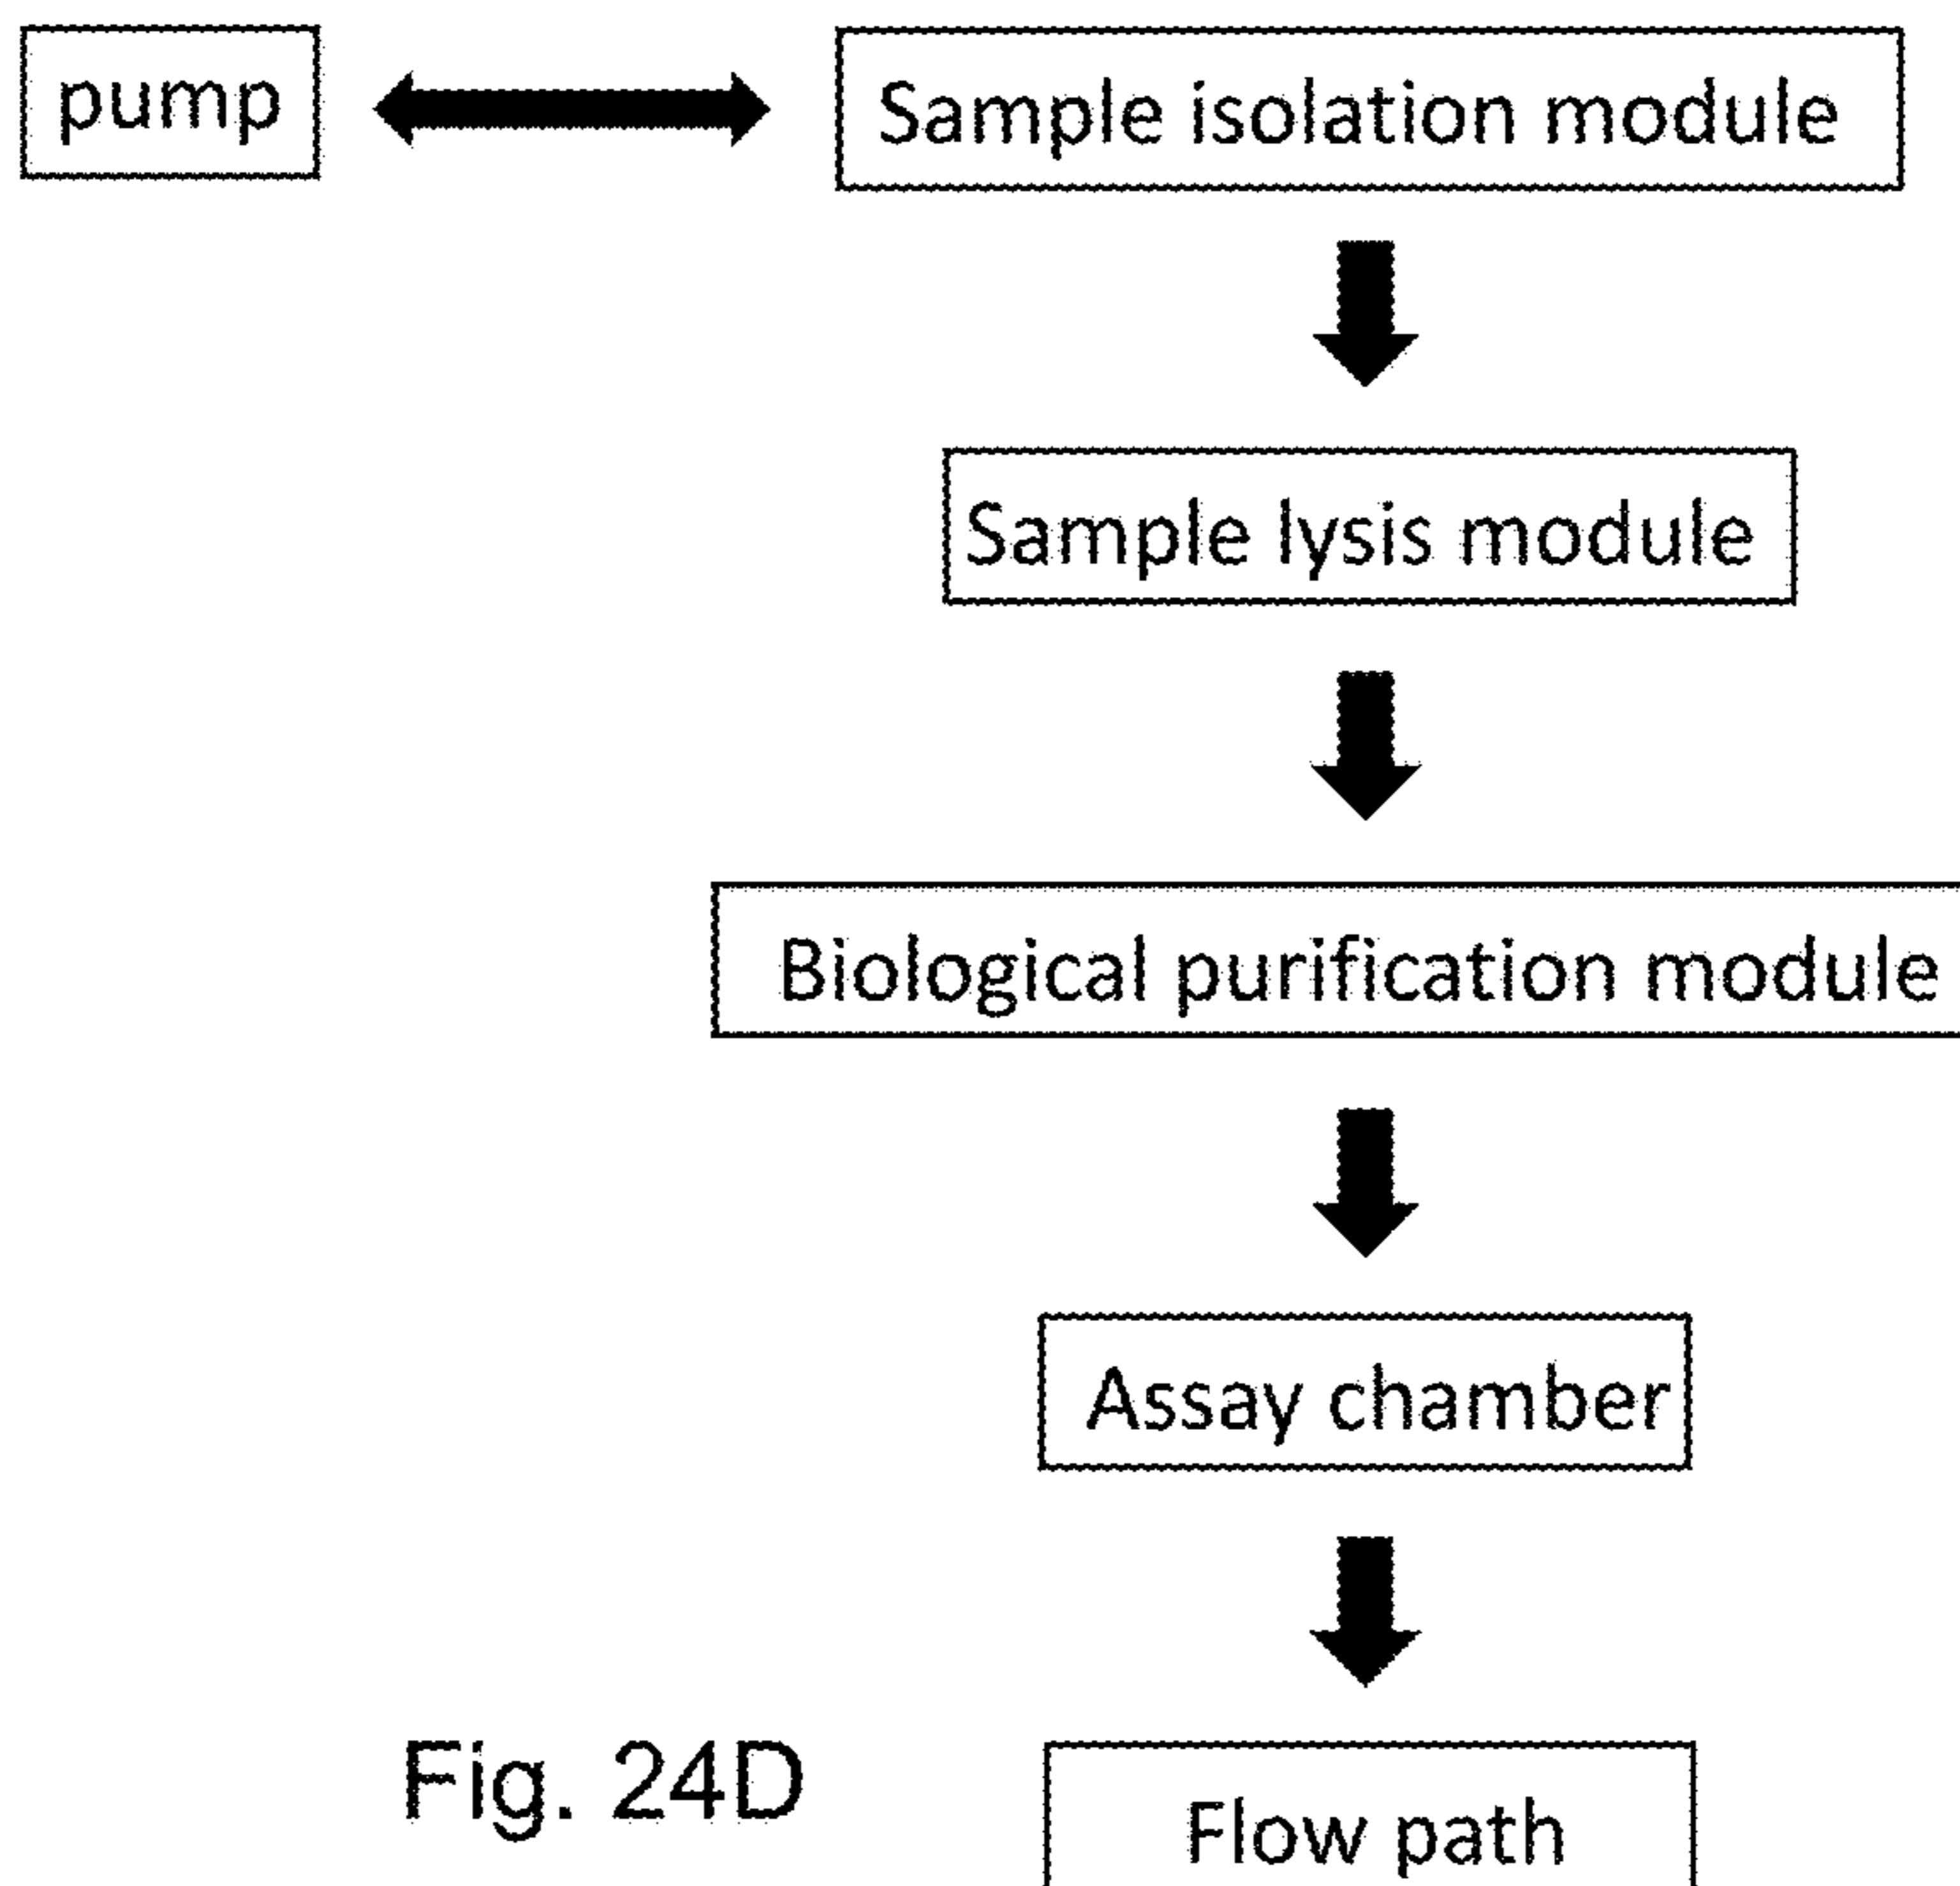 pump
Sample isolation module
Sample lysis module
Biological purification module
Assay chamber
Fig. 24D
Flow path